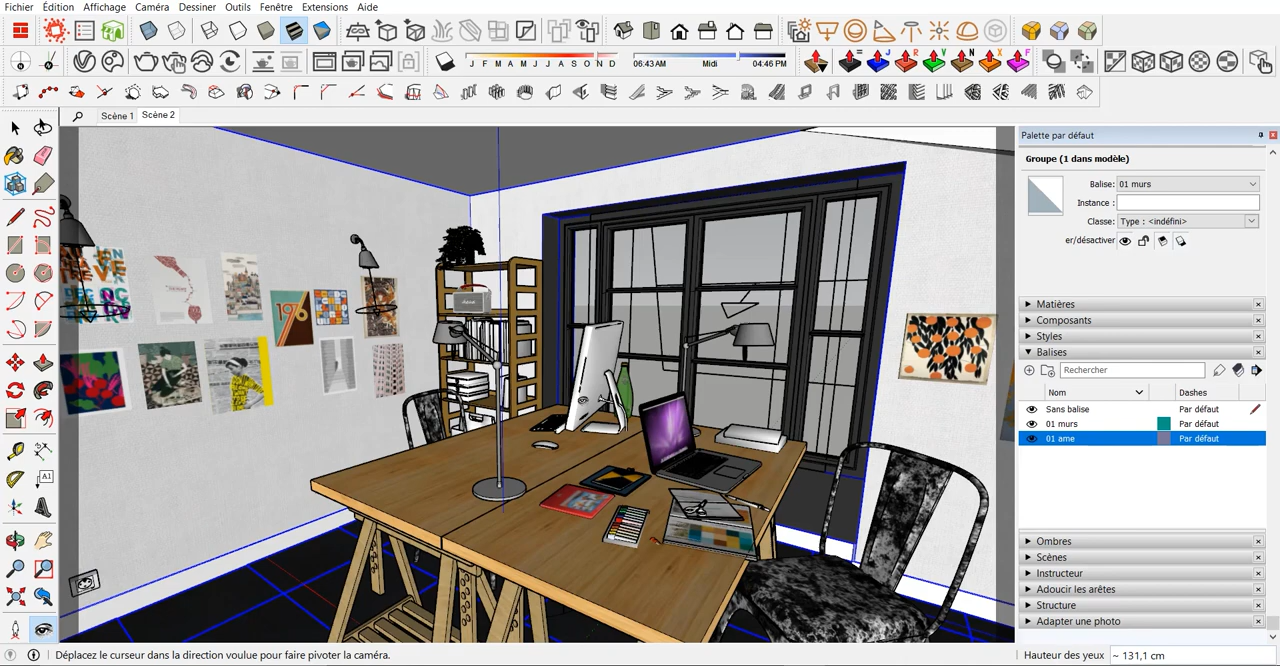 Fichier Édition Affichage Caméra Dessiner Outils Fenêtre Extensions Aide
J F M A M J J A S O N D 06:43 AM Midi 04:46 PM = J R V N X F
Scène 1 Scène 2
Palette par défaut
Groupe (1 dans modèle)
Balise: 01 murs
Instance :
Classe: Type : <indéfini>
er/désactiver
Matières
Composants
Styles
Balises
Rechercher
Nom Dashes
Sans balise Par défaut
01 murs Par défaut
01 ame Par défaut
Ombres
Scènes
Instructeur
Adoucir les arêtes
Structure
Adapter une photo
196
A1
Déplacez le curseur dans la direction voulue pour faire pivoter la caméra.
Hauteur des yeux ~ 131,1 cm